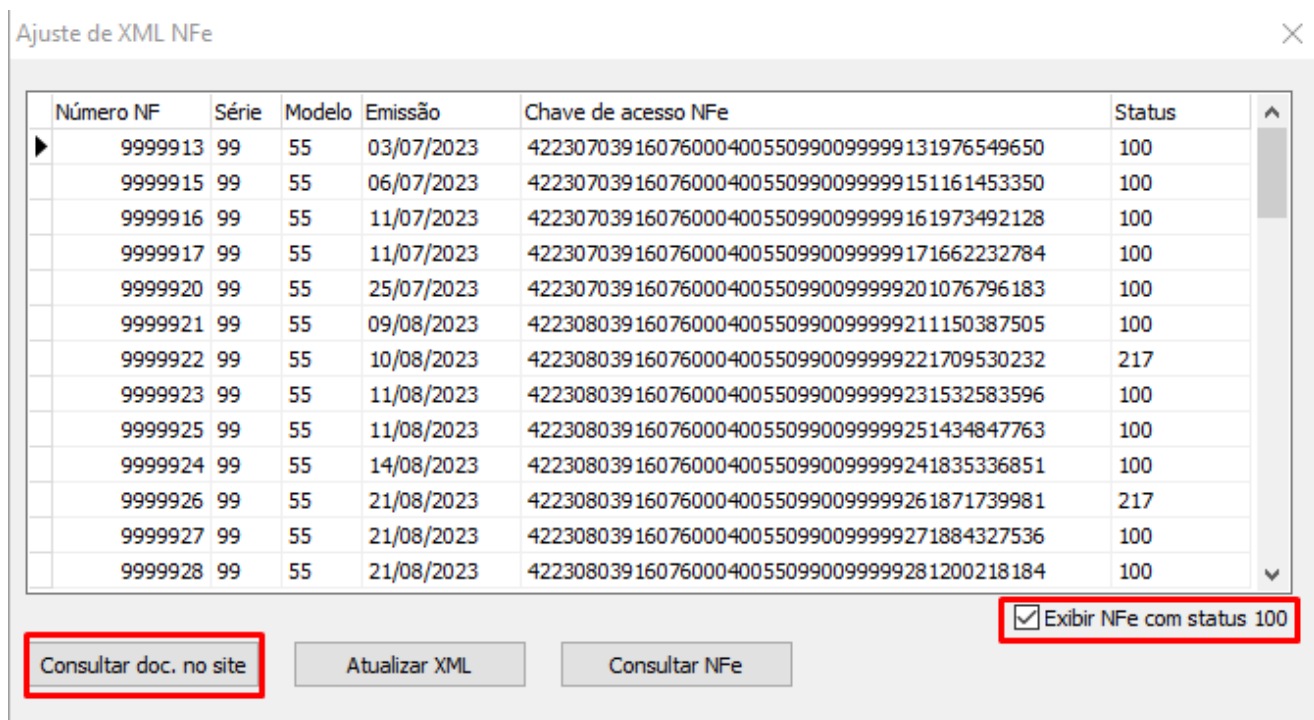 Ajuste de XML NFe
Número NF Série Modelo Emissão Chave de acesso NFe Status
9999913 99 55 03/07/2023 42230703916076000400550990099999131976549650 100
9999915 99 55 06/07/2023 42230703916076000400550990099999151161453350 100
9999916 99 55 11/07/2023 42230703916076000400550990099999161973492128 100
9999917 99 55 11/07/2023 42230703916076000400550990099999171662232784 100
9999920 99 55 25/07/2023 42230703916076000400550990099999201076796183 100
9999921 99 55 09/08/2023 42230803916076000400550990099999211150387505 100
9999922 99 55 10/08/2023 42230803916076000400550990099999221709530232 217
9999923 99 55 11/08/2023 42230803916076000400550990099999231532583596 100
9999925 99 55 11/08/2023 42230803916076000400550990099999251434847763 100
9999924 99 55 14/08/2023 42230803916076000400550990099999241835336851 100
9999926 99 55 21/08/2023 42230803916076000400550990099999261871739981 217
9999927 99 55 21/08/2023 42230803916076000400550990099999271884327536 100
9999928 99 55 21/08/2023 42230803916076000400550990099999281200218184 100
Exibir NFe com status 100
Consultar doc. no site Atualizar XML Consultar NFe